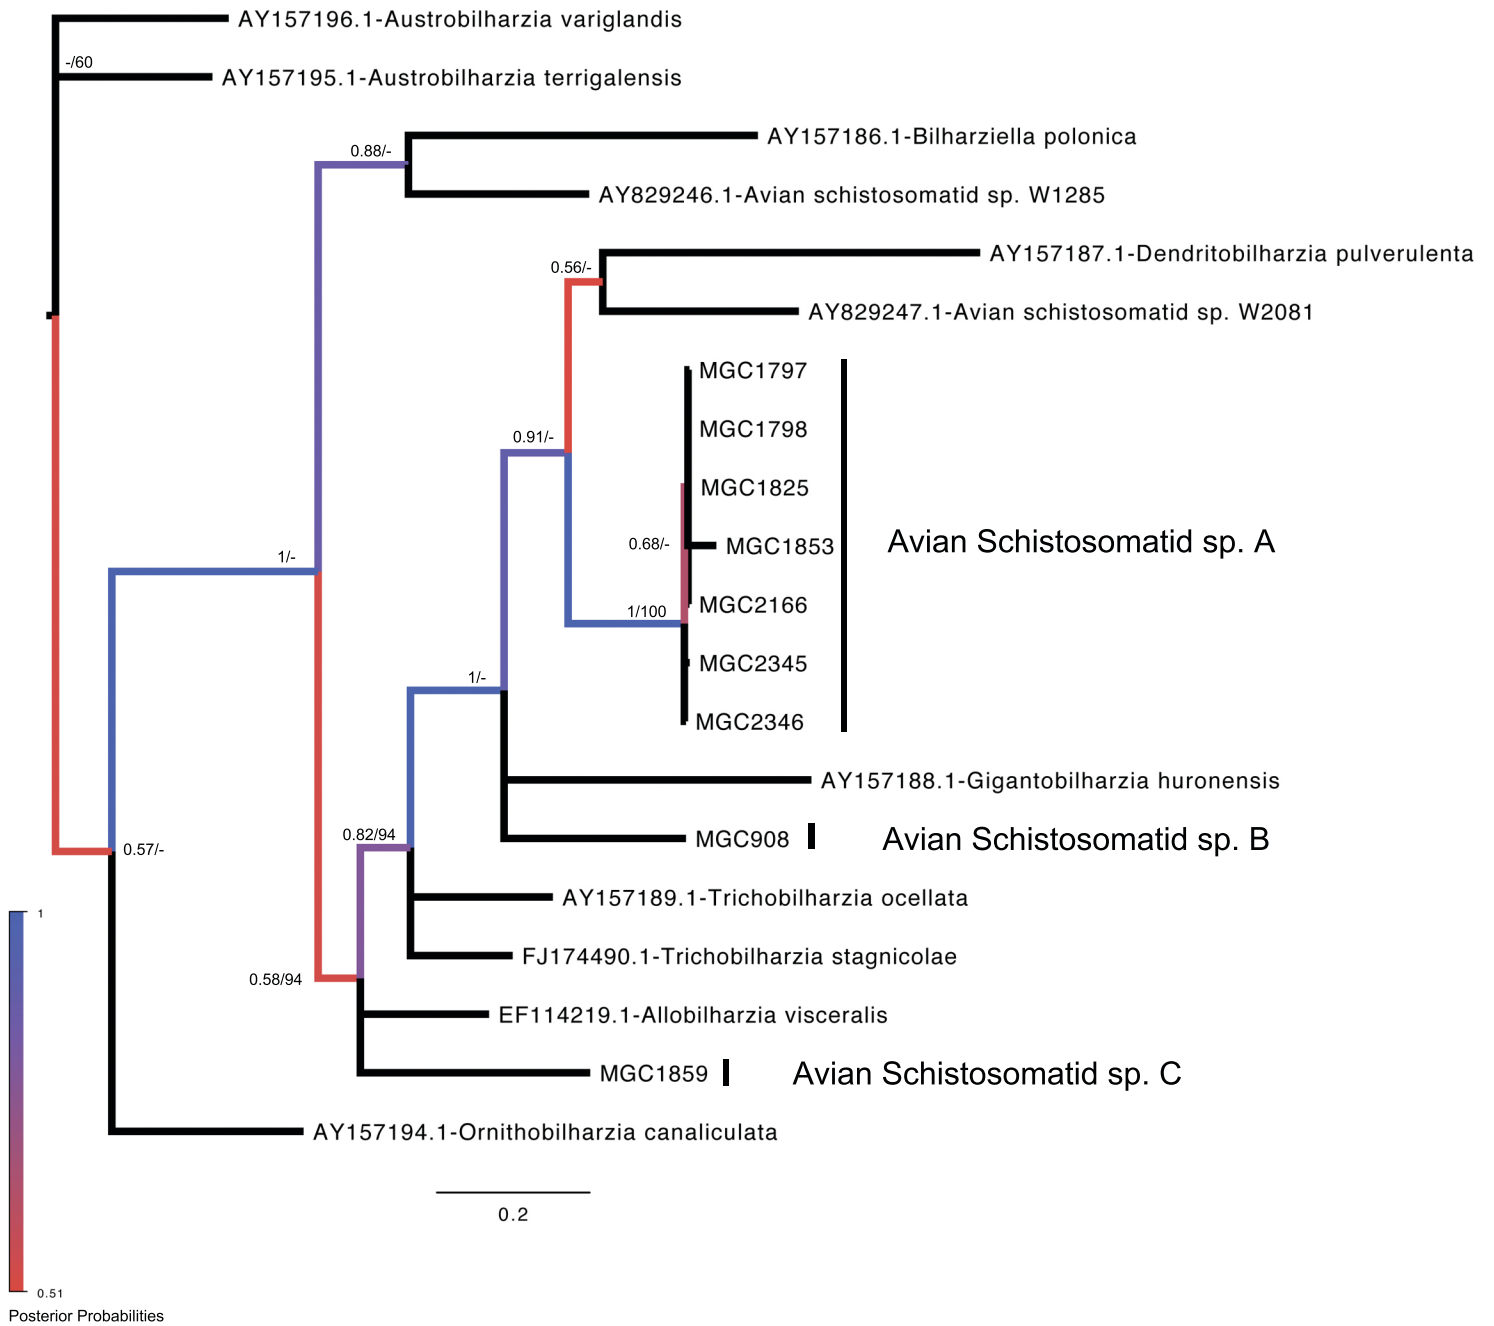 AY157196.1-Austrobilharzia variglandis
-/60
AY157195.1-Austrobilharzia terrigalensis
AY157186.1-Bilharziella polonica
0.88/-
AY829246.1-Avian schistosomatid sp. W1285
AY157187.1-Dendritobilharzia pulverulenta
0.56/-
AY829247.1-Avian schistosomatid sp. W2081
MGC1797
MGC1798
0.91/-
MGC1825
0.68/-
MGC1853
Avian Schistosomatid sp. A
1/-
MGC2166
1/100
MGC2345
1/-
MGC2346
AY157188.1-Gigantobilharzia huronensis
0.82/94
MGC908
Avian Schistosomatid sp. B
0.57/-
AY157189.1-Trichobilharzia ocellata
1
FJ174490.1-Trichobilharzia stagnicolae
0.58/94
EF114219.1-Allobilharzia visceralis
MGC1859
Avian Schistosomatid sp. C
AY157194.1-Ornithobilharzia canaliculata
0.2
0.51
Posterior Probabilities